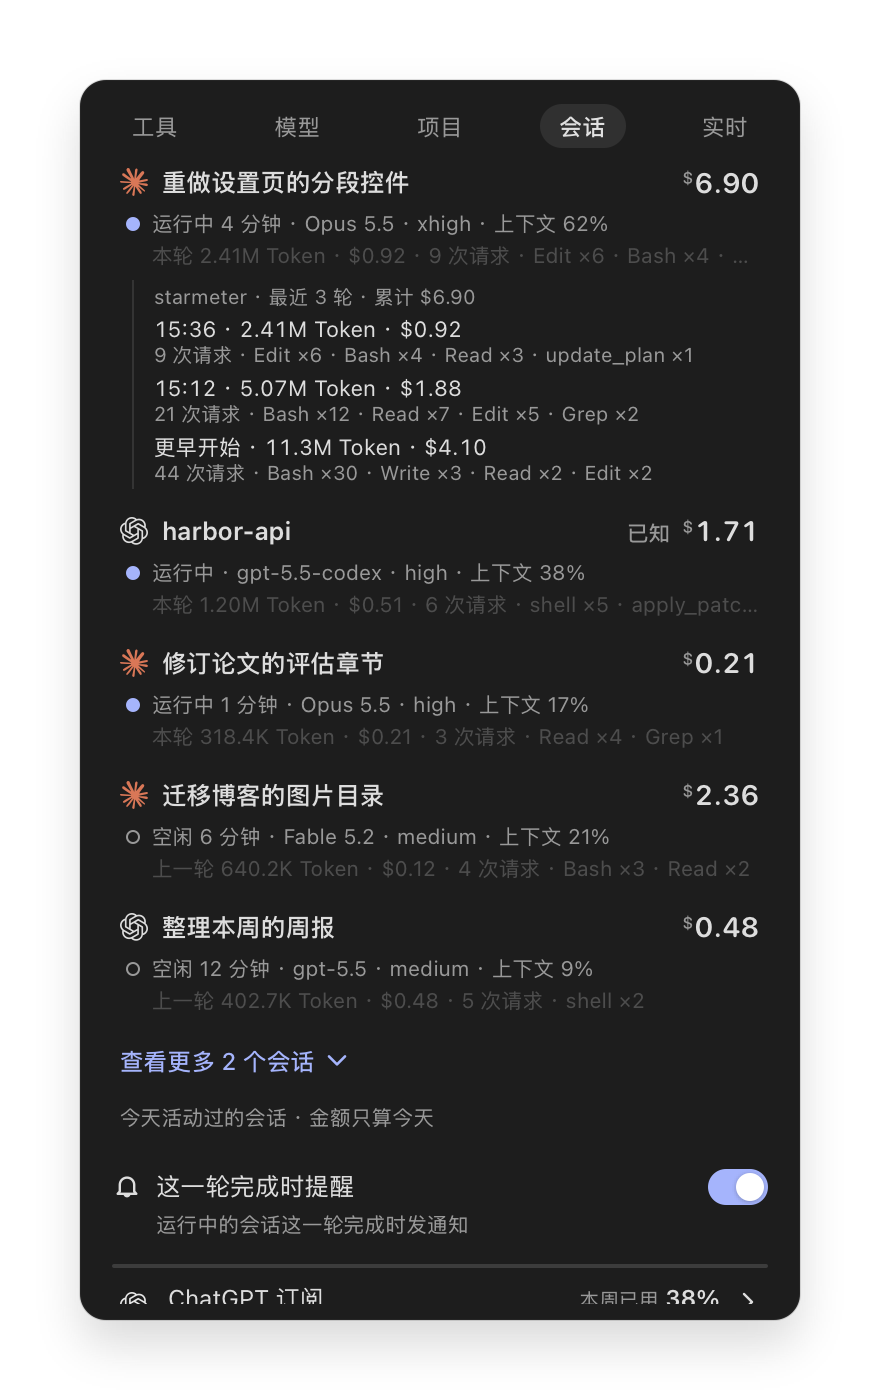 工具 模型 项目 会话 实时
重做设置页的分段控件 $6.90
运行中 4 分钟 · Opus 5.5 · xhigh · 上下文 62%
本轮 2.41M Token · $0.92 · 9 次请求 · Edit ×6 · Bash ×4 · ...
starmeter · 最近 3 轮 · 累计 $6.90
15:36 · 2.41M Token · $0.92
9 次请求 · Edit ×6 · Bash ×4 · Read ×3 · update_plan ×1
15:12 · 5.07M Token · $1.88
21 次请求 · Bash ×12 · Read ×7 · Edit ×5 · Grep ×2
更早开始 · 11.3M Token · $4.10
44 次请求 · Bash ×30 · Write ×3 · Read ×2 · Edit ×2
harbor-api 已知 $1.71
运行中 · gpt-5.5-codex · high · 上下文 38%
本轮 1.20M Token · $0.51 · 6 次请求 · shell ×5 · apply_patc...
修订论文的评估章节 $0.21
运行中 1 分钟 · Opus 5.5 · high · 上下文 17%
本轮 318.4K Token · $0.21 · 3 次请求 · Read ×4 · Grep ×1
迁移博客的图片目录 $2.36
空闲 6 分钟 · Fable 5.2 · medium · 上下文 21%
上一轮 640.2K Token · $0.12 · 4 次请求 · Bash ×3 · Read ×2
整理本周的周报 $0.48
空闲 12 分钟 · gpt-5.5 · medium · 上下文 9%
上一轮 402.7K Token · $0.48 · 5 次请求 · shell ×2
查看更多 2 个会话
今天活动过的会话 · 金额只算今天
这一轮完成时提醒
运行中的会话这一轮完成时发通知
ChatGPT 订阅 本周已用 38%